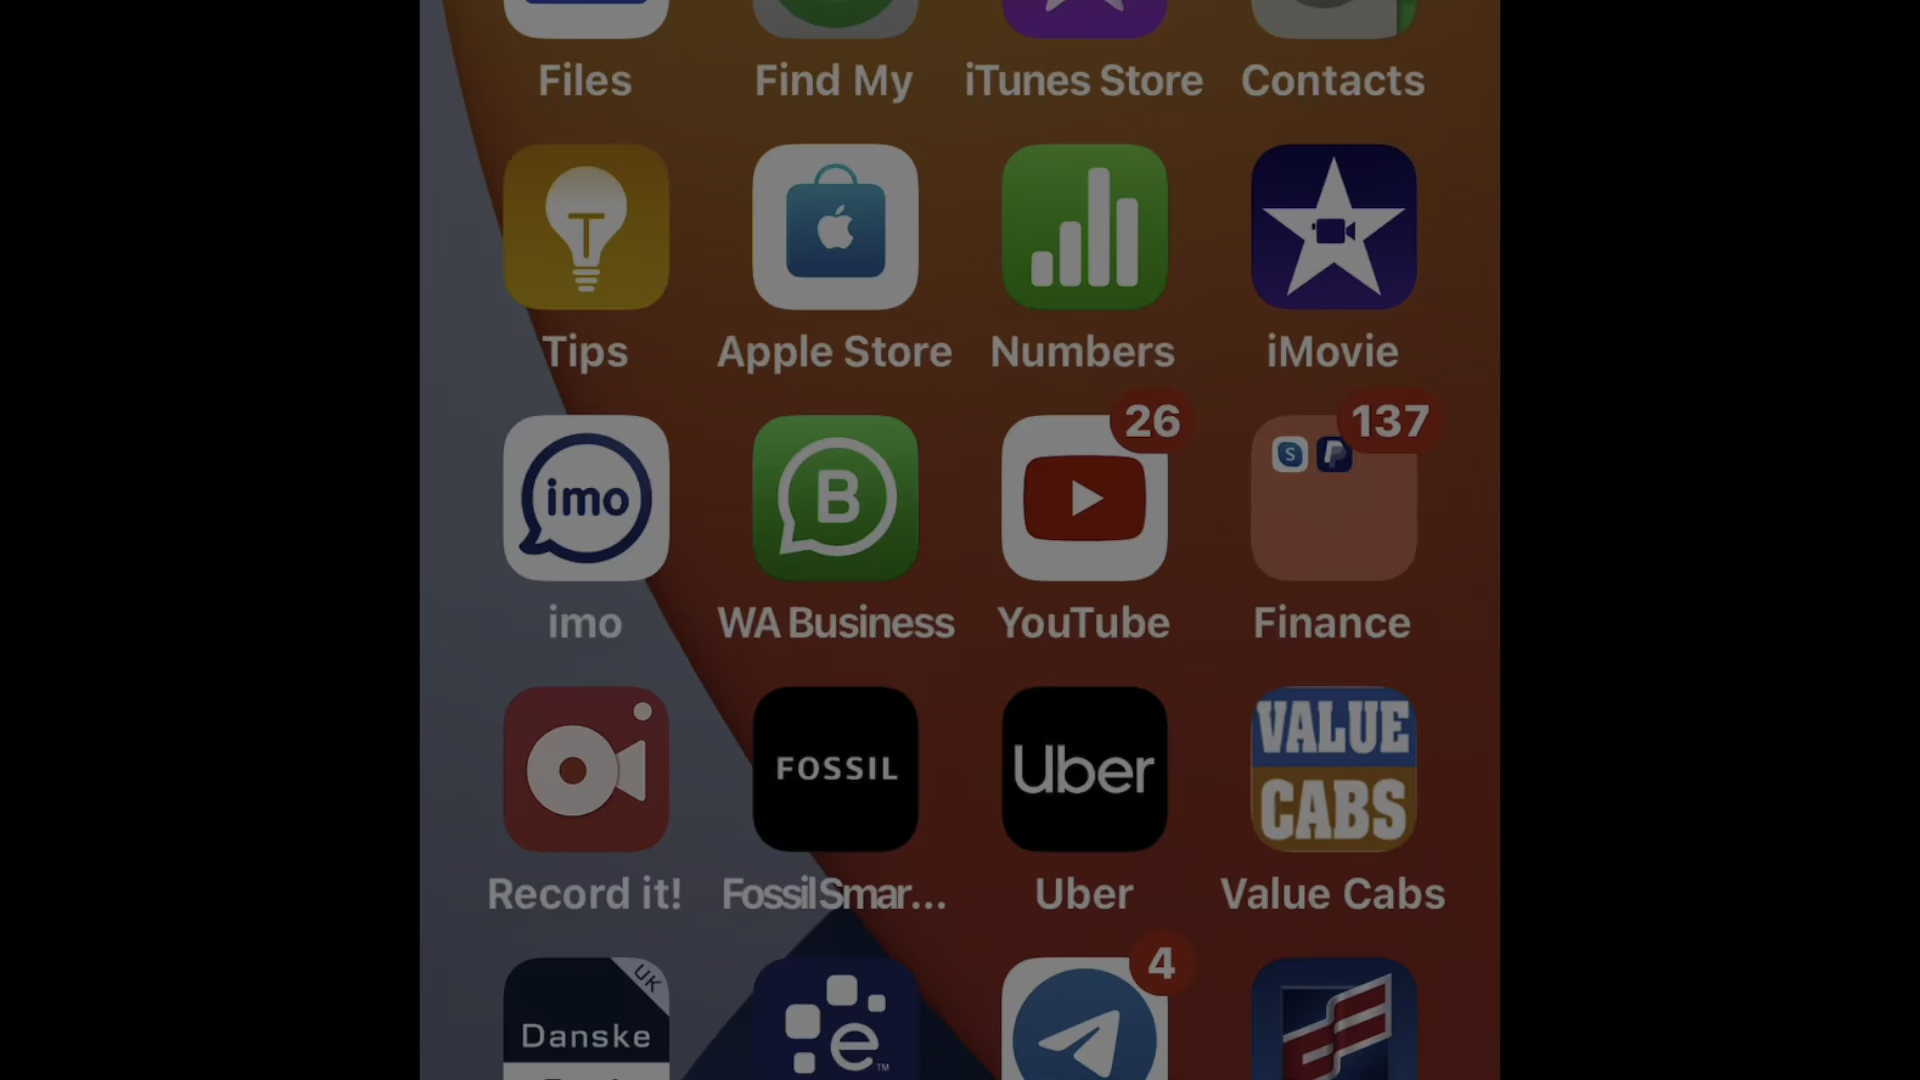 Files Find My iTunes Store Contacts
T
Tips Apple Store Numbers iMovie
26 137
imo B S P
imo WA Business YouTube Finance
FOSSIL Uber VALUE CABS
Record it! FossilSmar... Uber Value Cabs
4
UK
Danske e™